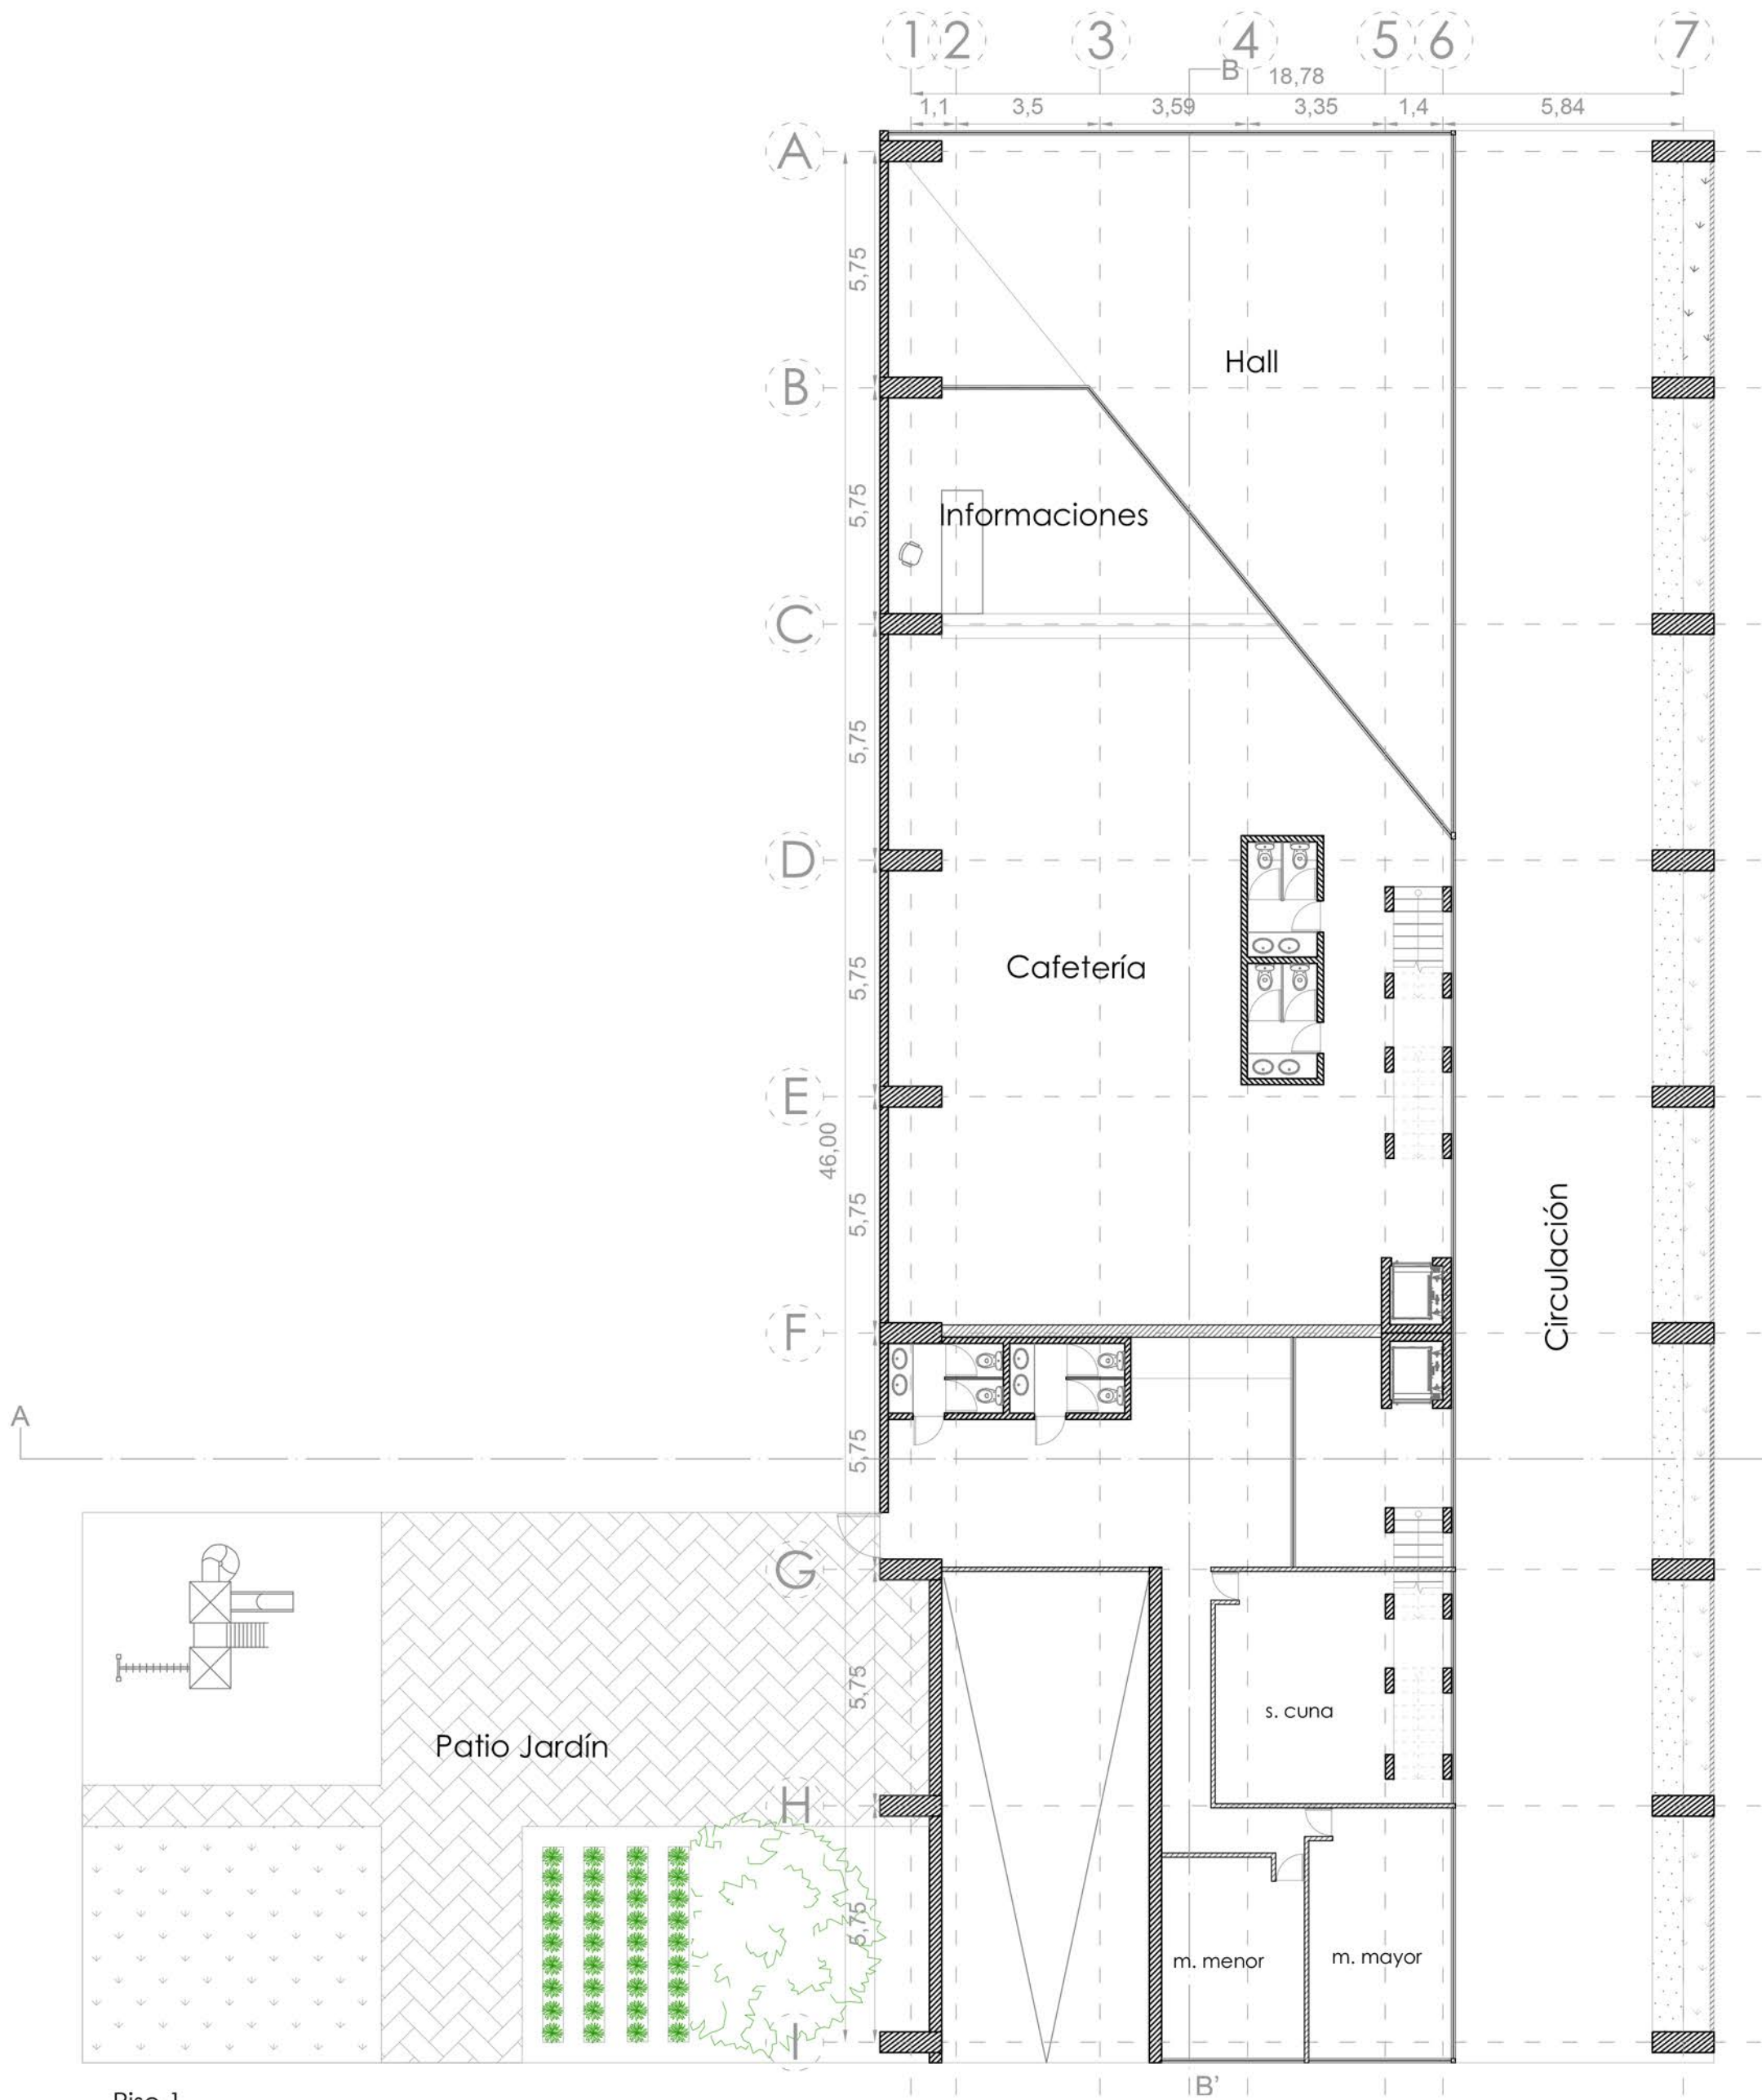 1 2 3 4 5 6 7
B 18,78
1,1 3,5 3,59 3,35 1,4 5,84
A
5,75
Hall
B
5,75
Informaciones
C
5,75
D
5,75
Cafetería
E
46,00
5,75
Circulación
F
A
5,75
G
5,75
s. cuna
Patio Jardín
H
5,75
m. menor
m. mayor
I
B'
Piso 1